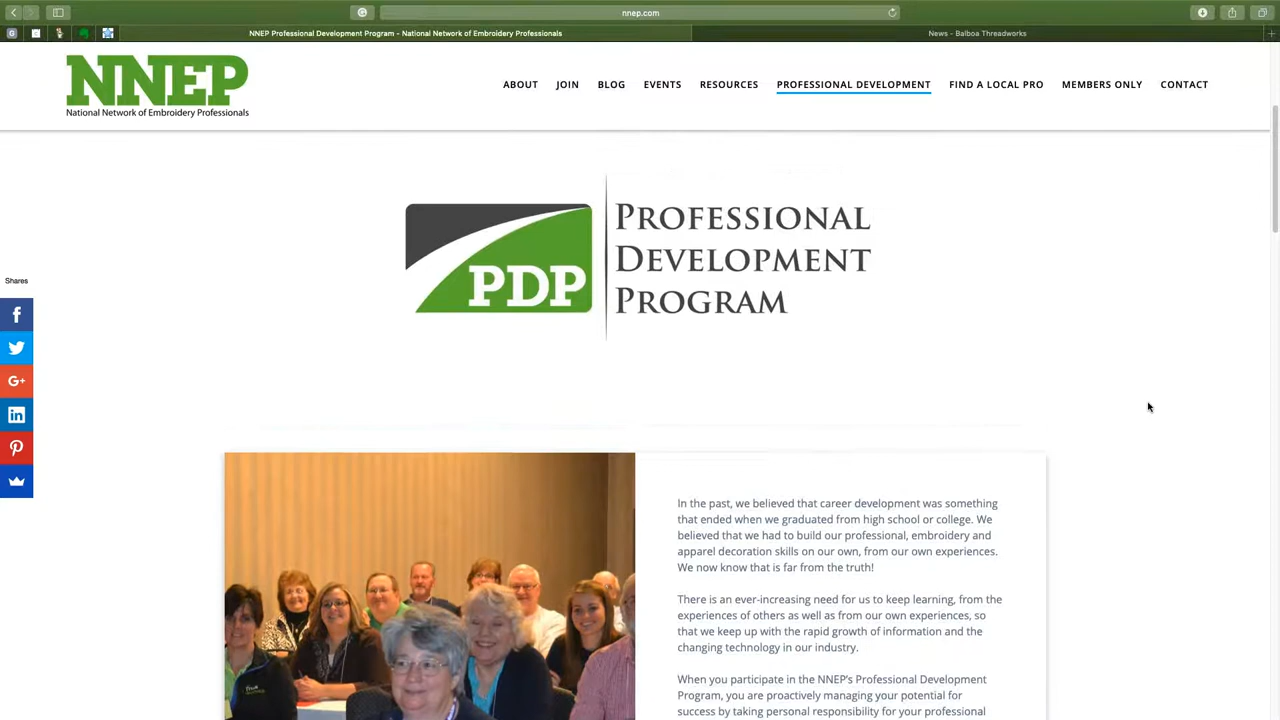 nnep.com
NNEP Professional Development Program - National Network of Embroidery Professionals
News - Balboa Threadworks
NNEP
National Network of Embroidery Professionals
ABOUT JOIN BLOG EVENTS RESOURCES PROFESSIONAL DEVELOPMENT FIND A LOCAL PRO MEMBERS ONLY CONTACT
PDP
PROFESSIONAL
DEVELOPMENT
PROGRAM
Shares
In the past, we believed that career development was something
that ended when we graduated from high school or college. We
believed that we had to build our professional, embroidery and
apparel decoration skills on our own, from our own experiences.
We now know that is far from the truth!
There is an ever-increasing need for us to keep learning, from the
experiences of others as well as from our own experiences, so
that we keep up with the rapid growth of information and the
changing technology in our industry.
When you participate in the NNEP's Professional Development
Program, you are proactively managing your potential for
success by taking personal responsibility for your professional